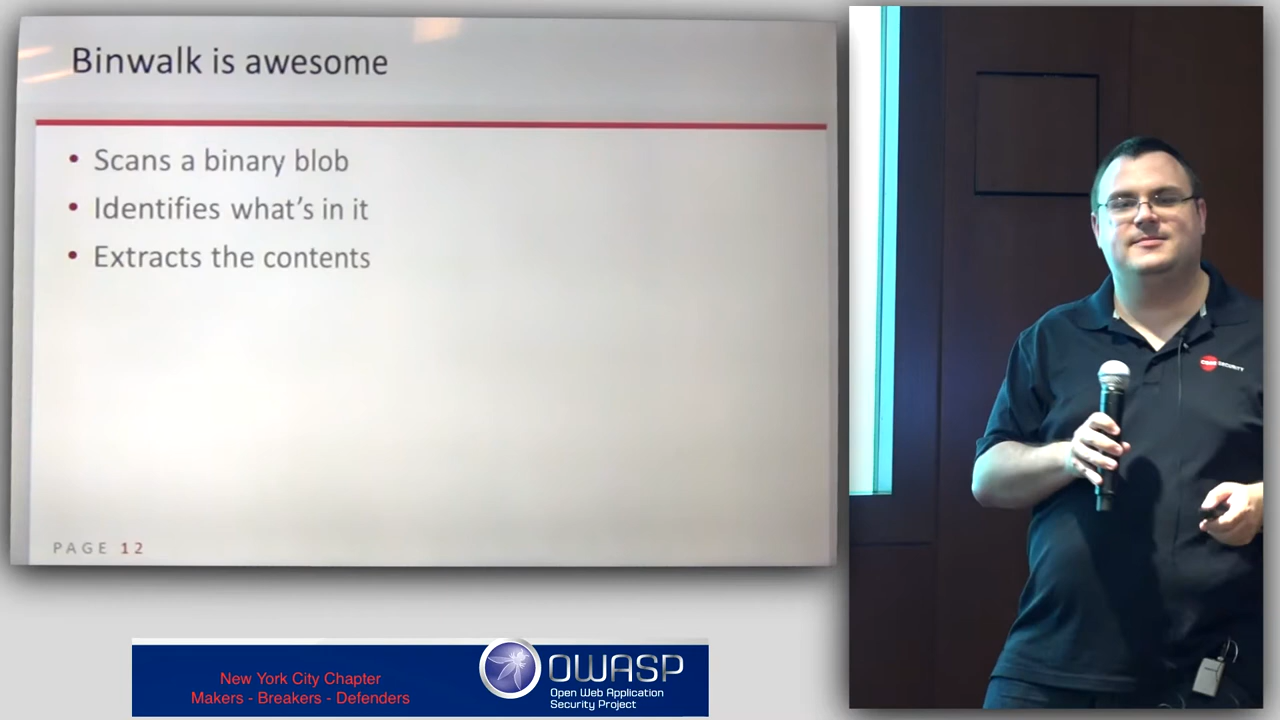 Binwalk is awesome
• Scans a binary blob
• Identifies what's in it
• Extracts the contents
PAGE 12
SECURITY
New York City Chapter
Makers - Breakers - Defenders
OWASP
Open Web Application
Security Project